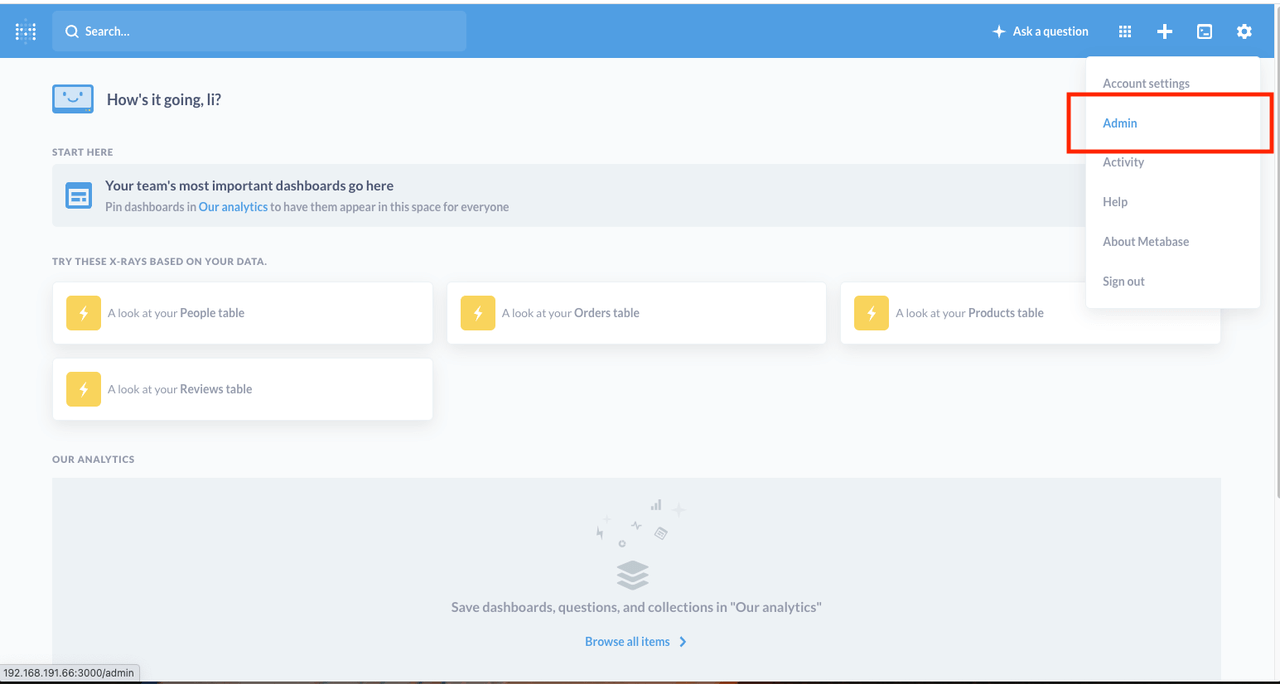 Search...
Ask a question
Account settings
Admin
Activity
Help
About Metabase
Sign out
How's it going, li?
START HERE
Your team's most important dashboards go here
Pin dashboards in Our analytics to have them appear in this space for everyone
TRY THESE X-RAYS BASED ON YOUR DATA.
A look at your People table
A look at your Orders table
A look at your Products table
A look at your Reviews table
OUR ANALYTICS
Save dashboards, questions, and collections in "Our analytics"
Browse all items
192.168.191.66:3000/admin